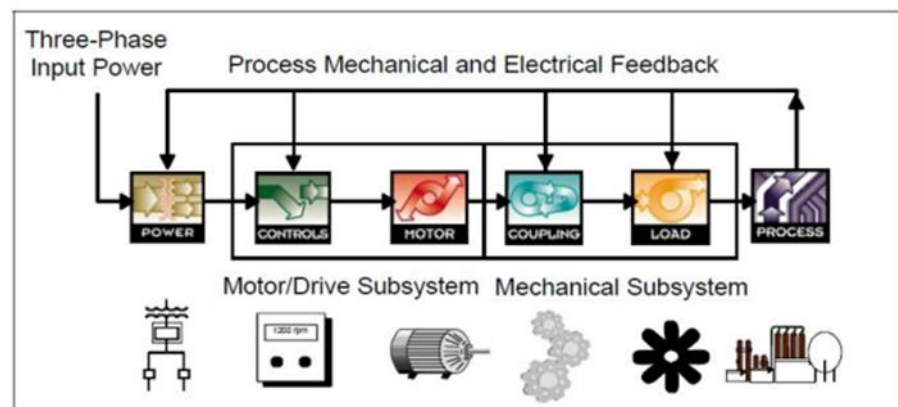 Three-Phase
Input Power
Process Mechanical and Electrical Feedback
POWER
CONTROLS
MOTOR
COUPLING
LOAD
PROCESS
Motor/Drive Subsystem
Mechanical Subsystem
1200 rpm